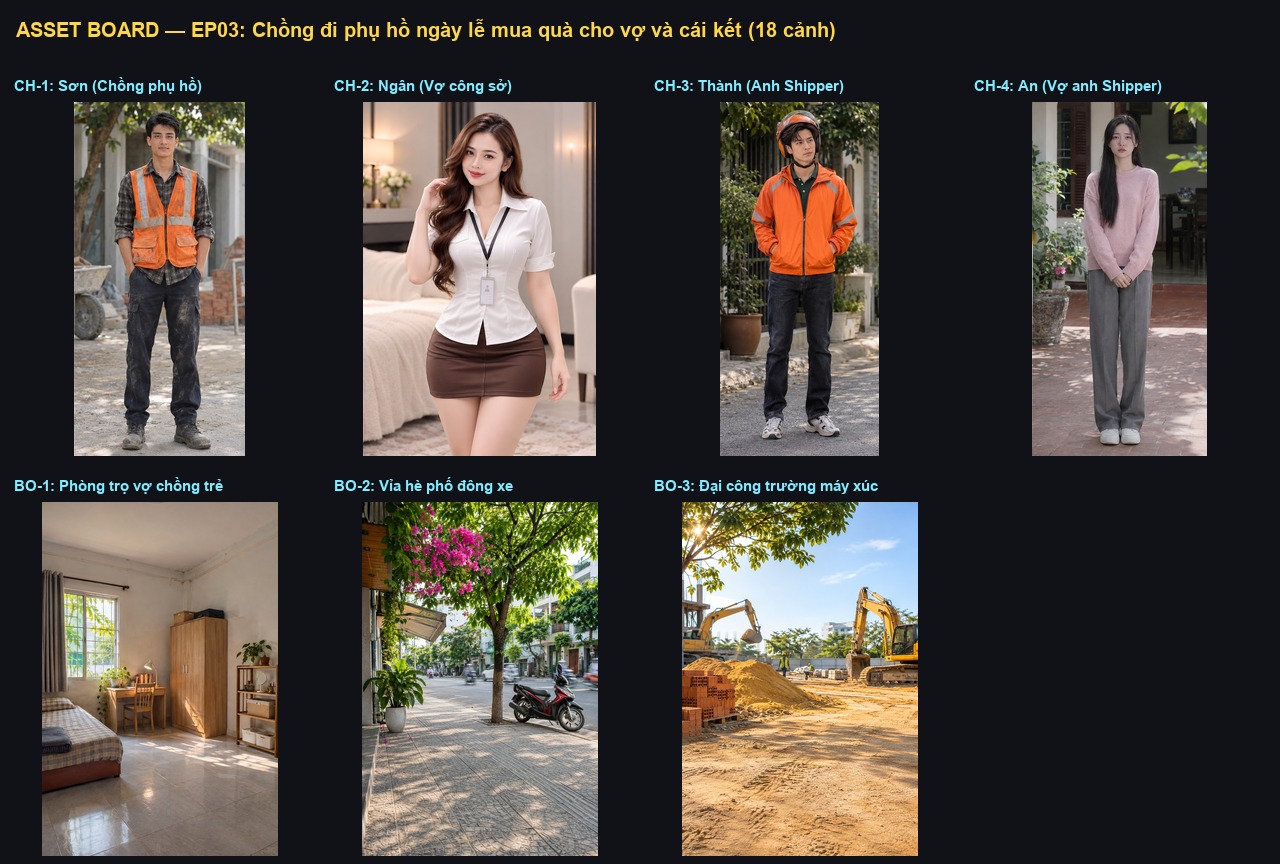 ASSET BOARD — EP03: Chồng đi phụ hồ ngày lễ mua quà cho vợ và cái kết (18 cảnh)
CH-1: Sơn (Chồng phụ hồ)
CH-2: Ngân (Vợ công sở)
CH-3: Thành (Anh Shipper)
CH-4: An (Vợ anh Shipper)
BO-1: Phòng trọ vợ chồng trẻ
BO-2: Vỉa hè phố đông xe
BO-3: Đại công trường máy xúc